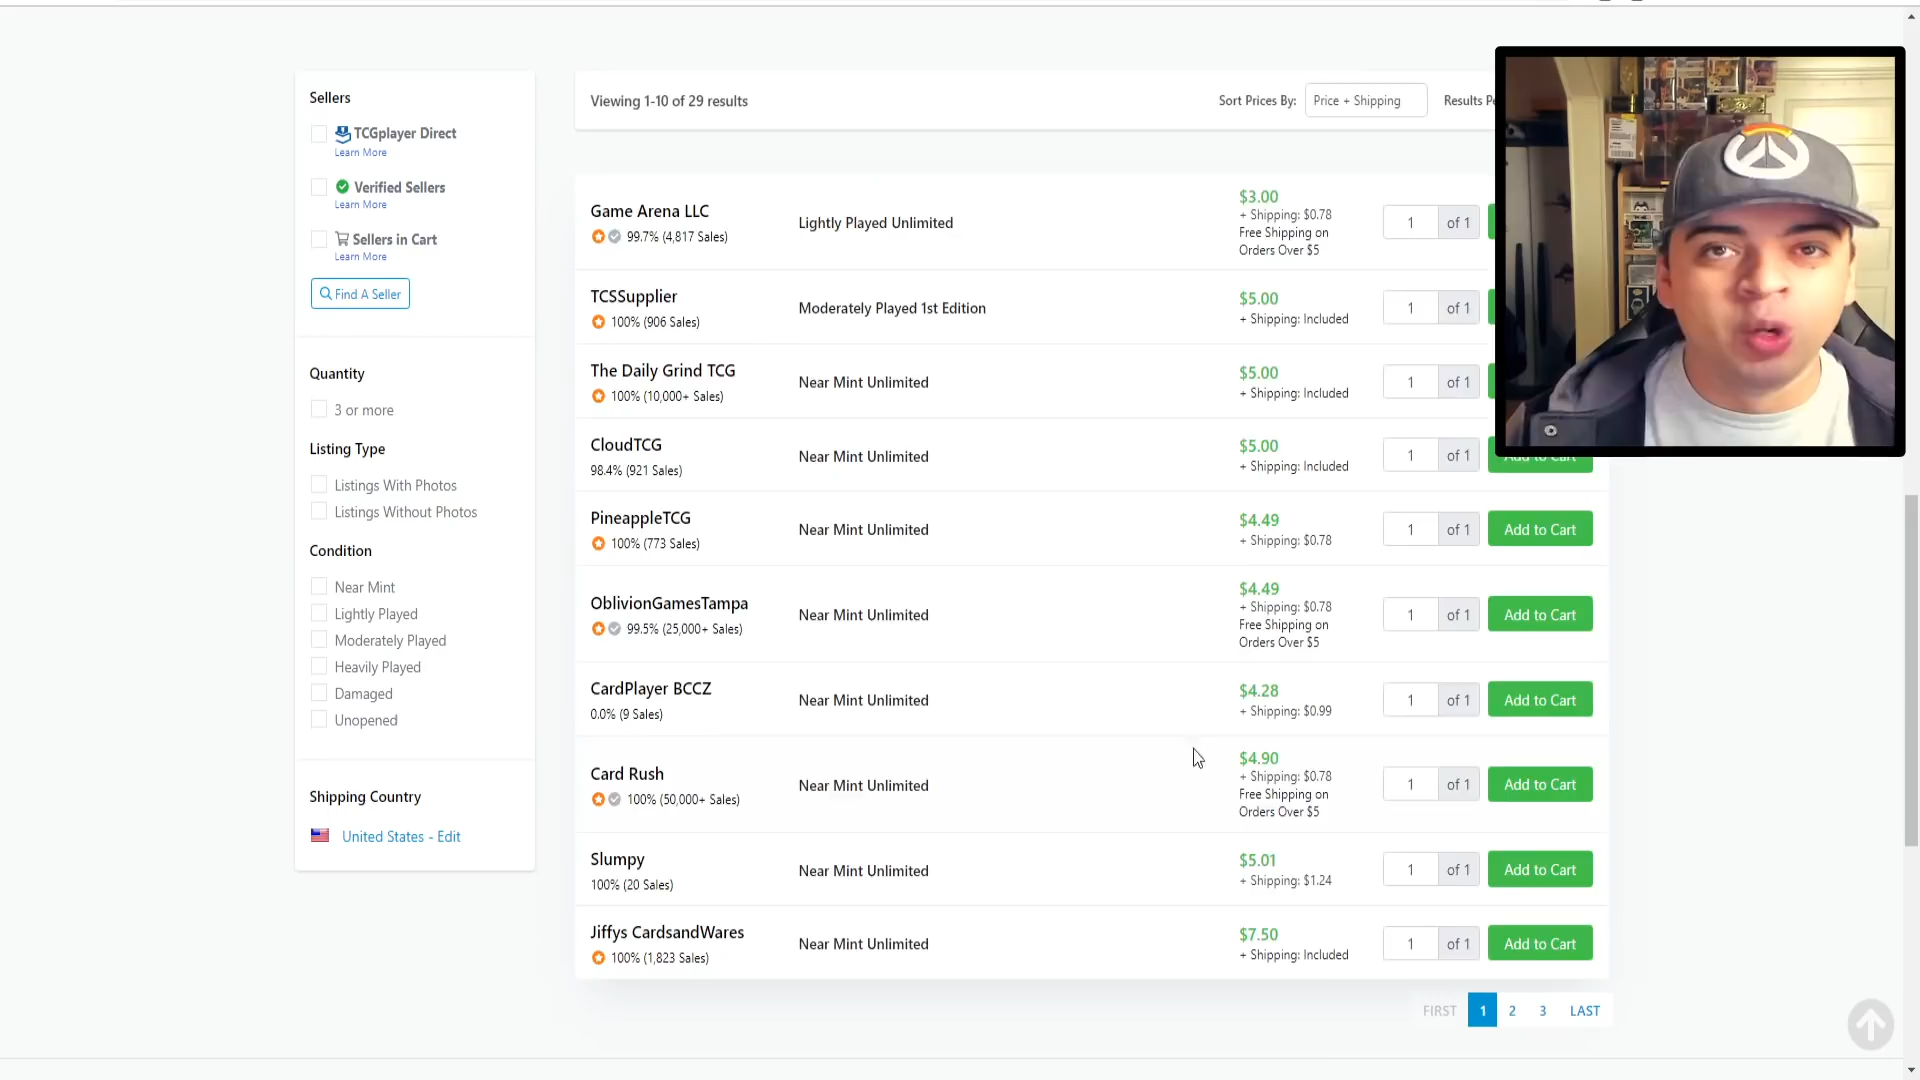 Sellers
TCGplayer Direct
Learn More
Verified Sellers
Learn More
Sellers in Cart
Learn More
Find A Seller
Quantity
3 or more
Listing Type
Listings With Photos
Listings Without Photos
Condition
Near Mint
Lightly Played
Moderately Played
Heavily Played
Damaged
Unopened
Shipping Country
United States - Edit
Viewing 1-10 of 29 results
Sort Prices By: Price + Shipping Results
Game Arena LLC
99.7% (4,817 Sales)
Lightly Played Unlimited
$3.00
+ Shipping: $0.78
Free Shipping on
Orders Over $5
1 of 1
TCSSupplier
100% (906 Sales)
Moderately Played 1st Edition
$5.00
+ Shipping: Included
1 of 1
The Daily Grind TCG
100% (10,000+ Sales)
Near Mint Unlimited
$5.00
+ Shipping: Included
1 of 1
CloudTCG
98.4% (921 Sales)
Near Mint Unlimited
$5.00
+ Shipping: Included
1 of 1
Add to Cart
PineappleTCG
100% (773 Sales)
Near Mint Unlimited
$4.49
+ Shipping: $0.78
1 of 1
Add to Cart
OblivionGamesTampa
99.5% (25,000+ Sales)
Near Mint Unlimited
$4.49
+ Shipping: $0.78
Free Shipping on
Orders Over $5
1 of 1
Add to Cart
CardPlayer BCCZ
0.0% (9 Sales)
Near Mint Unlimited
$4.28
+ Shipping: $0.99
1 of 1
Add to Cart
Card Rush
100% (50,000+ Sales)
Near Mint Unlimited
$4.90
+ Shipping: $0.78
Free Shipping on
Orders Over $5
1 of 1
Add to Cart
Slumpy
100% (20 Sales)
Near Mint Unlimited
$5.01
+ Shipping: $1.24
1 of 1
Add to Cart
Jiffys CardsandWares
100% (1,823 Sales)
Near Mint Unlimited
$7.50
+ Shipping: Included
1 of 1
Add to Cart
FIRST 1 2 3 LAST